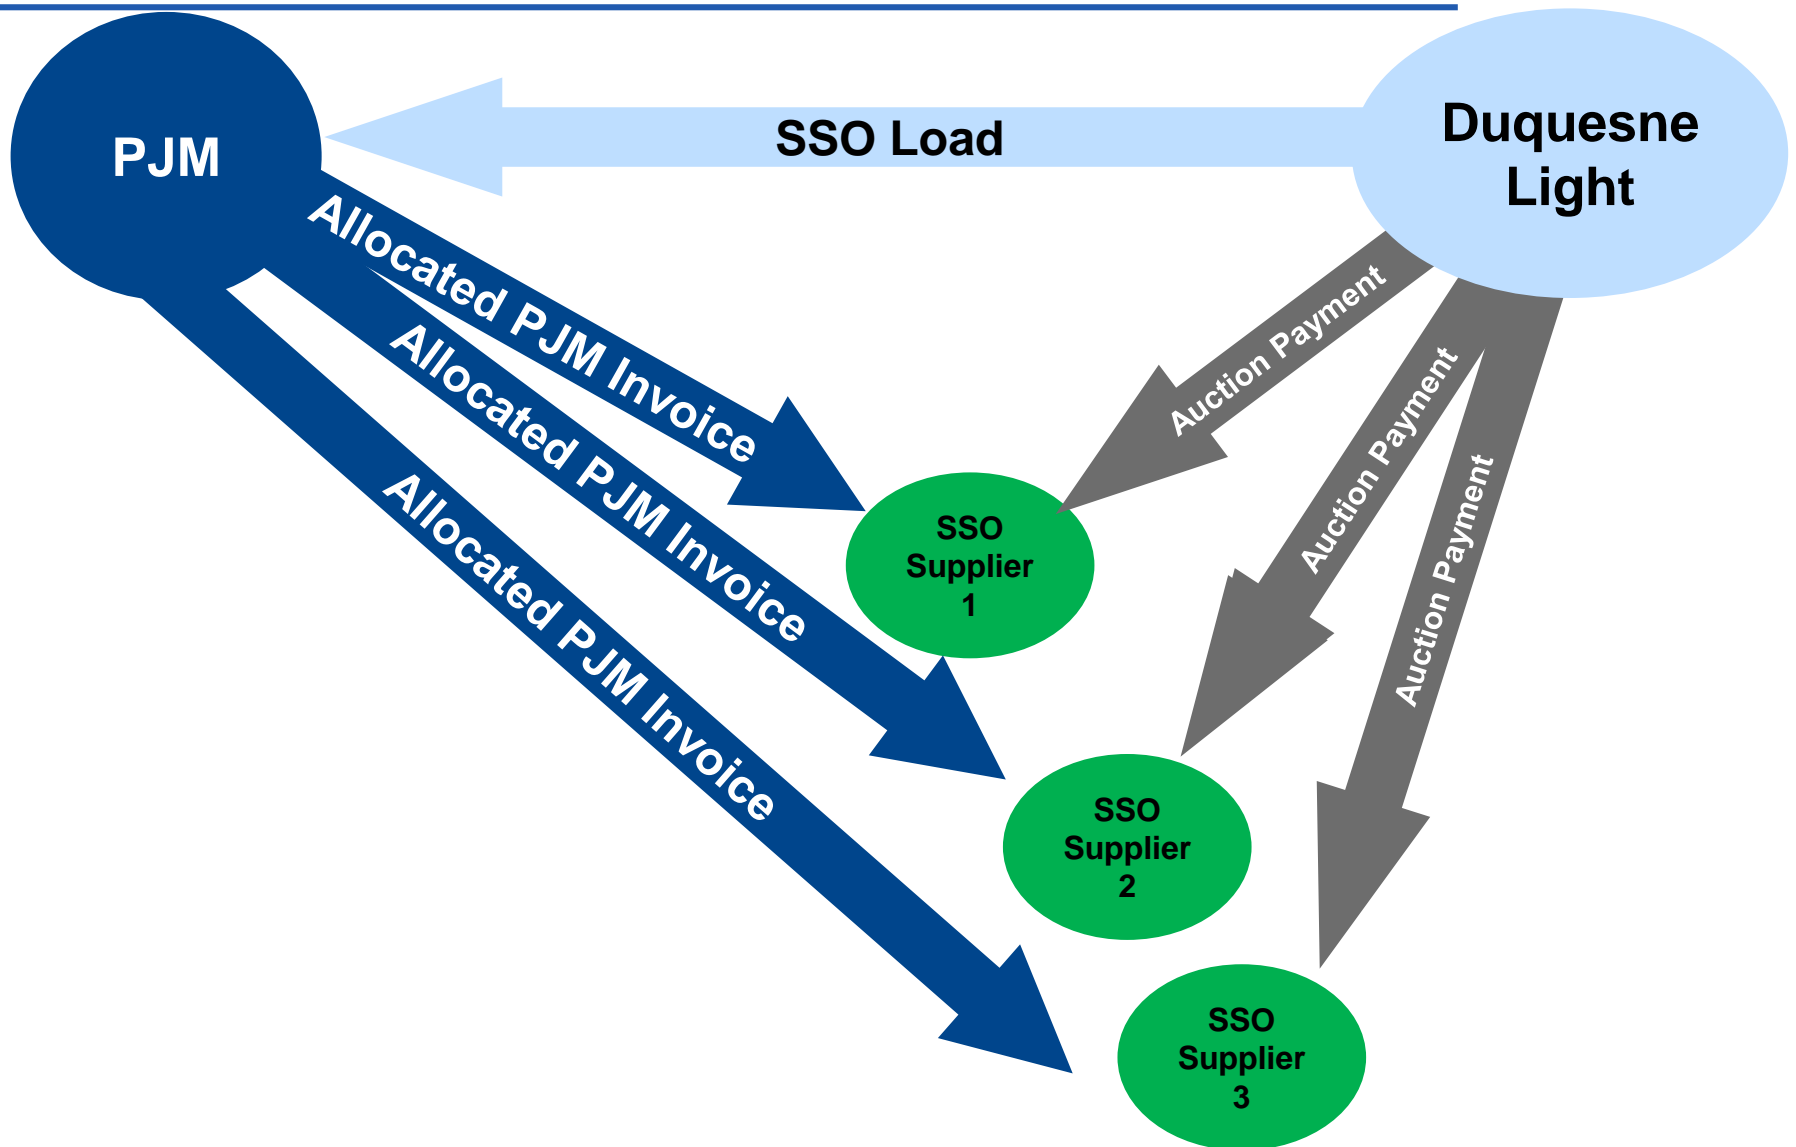 PJM
SSO Load
Duquesne
Light
Allocated PJM Invoice
Allocated PJM Invoice
Allocated PJM Invoice
Auction Payment
Auction Payment
Auction Payment
SSO
Supplier
1
SSO
Supplier
2
SSO
Supplier
3